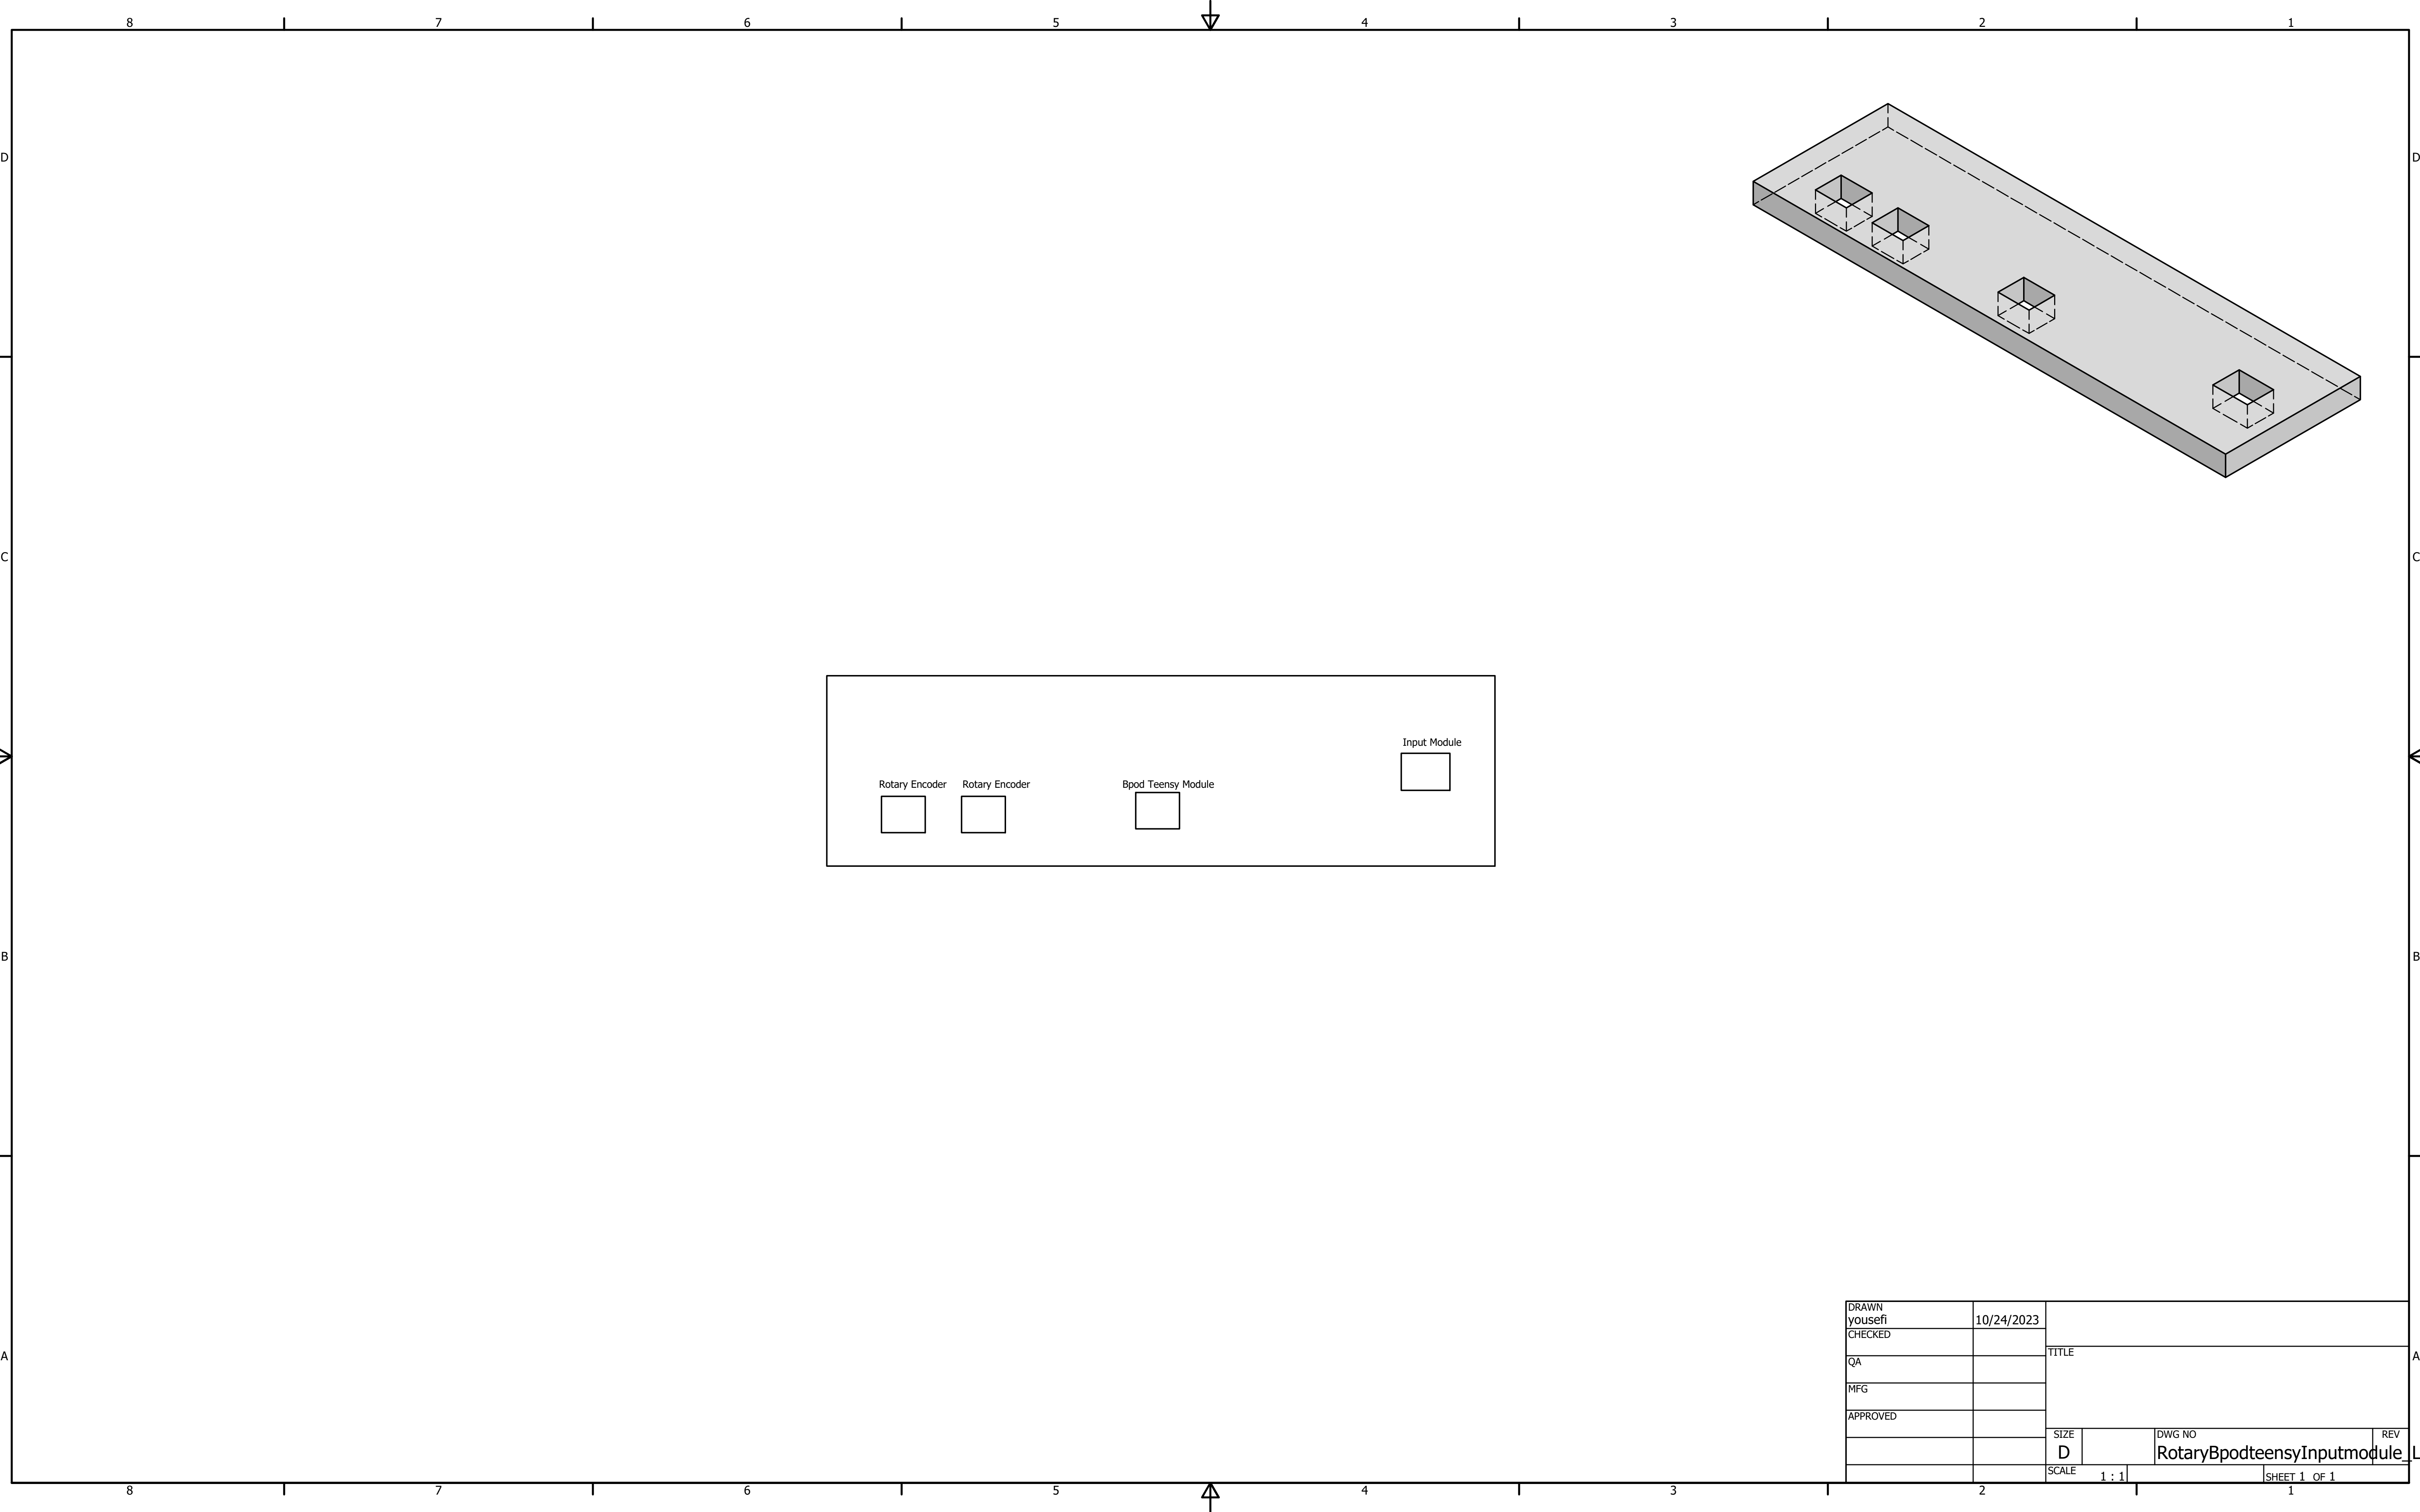 8 7 6 5 4 3 2 1
D D
C C
Input Module
Rotary Encoder Rotary Encoder Bpod Teensy Module
B B
DRAWN
yousefi 10/24/2023
CHECKED
TITLE
A A
QA
MFG
APPROVED
SIZE DWG NO REV
D RotaryBpodteensyInputmodule_L
SCALE 1 : 1 SHEET 1 OF 1
8 7 6 5 4 3 2 1